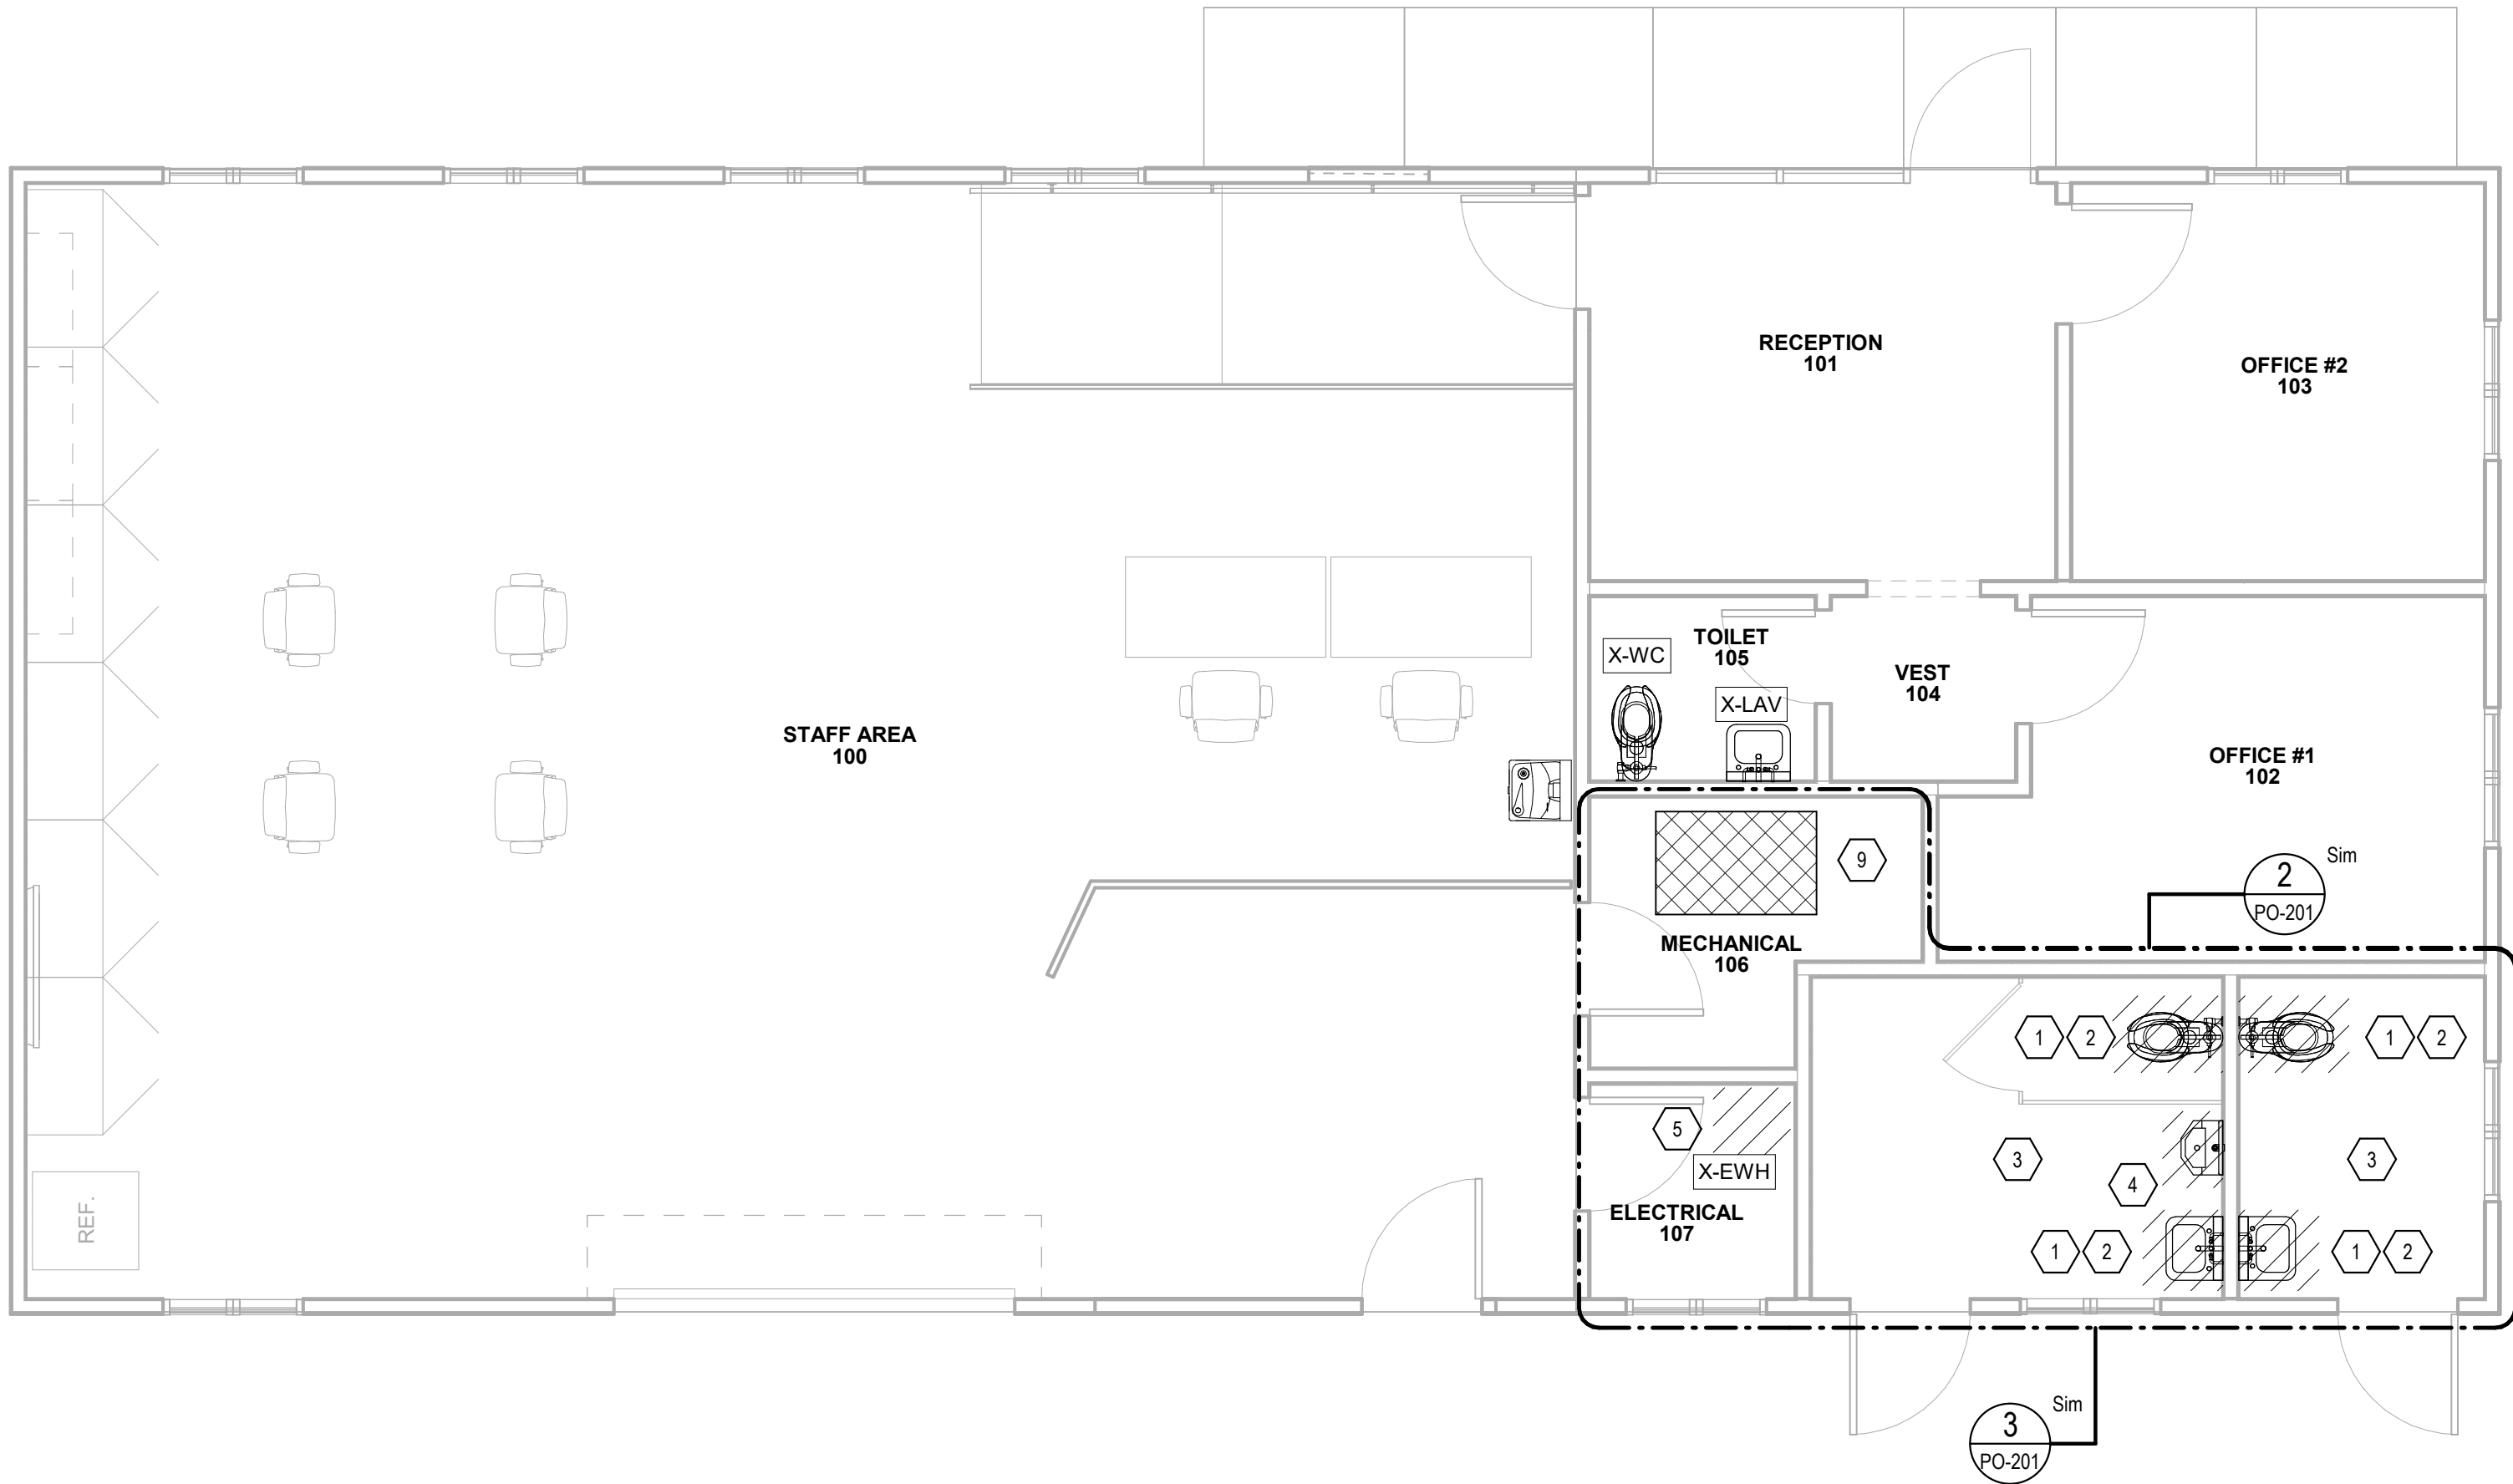 RECEPTION
101
OFFICE #2
103
TOILET
105
X-WC
X-LAV
VEST
104
STAFF AREA
100
OFFICE #1
102
9
2
PO-201
Sim
MECHANICAL
106
1
2
1
2
5
X-EWH
3
4
3
ELECTRICAL
107
REF.
1
2
1
2
3
PO-201
Sim